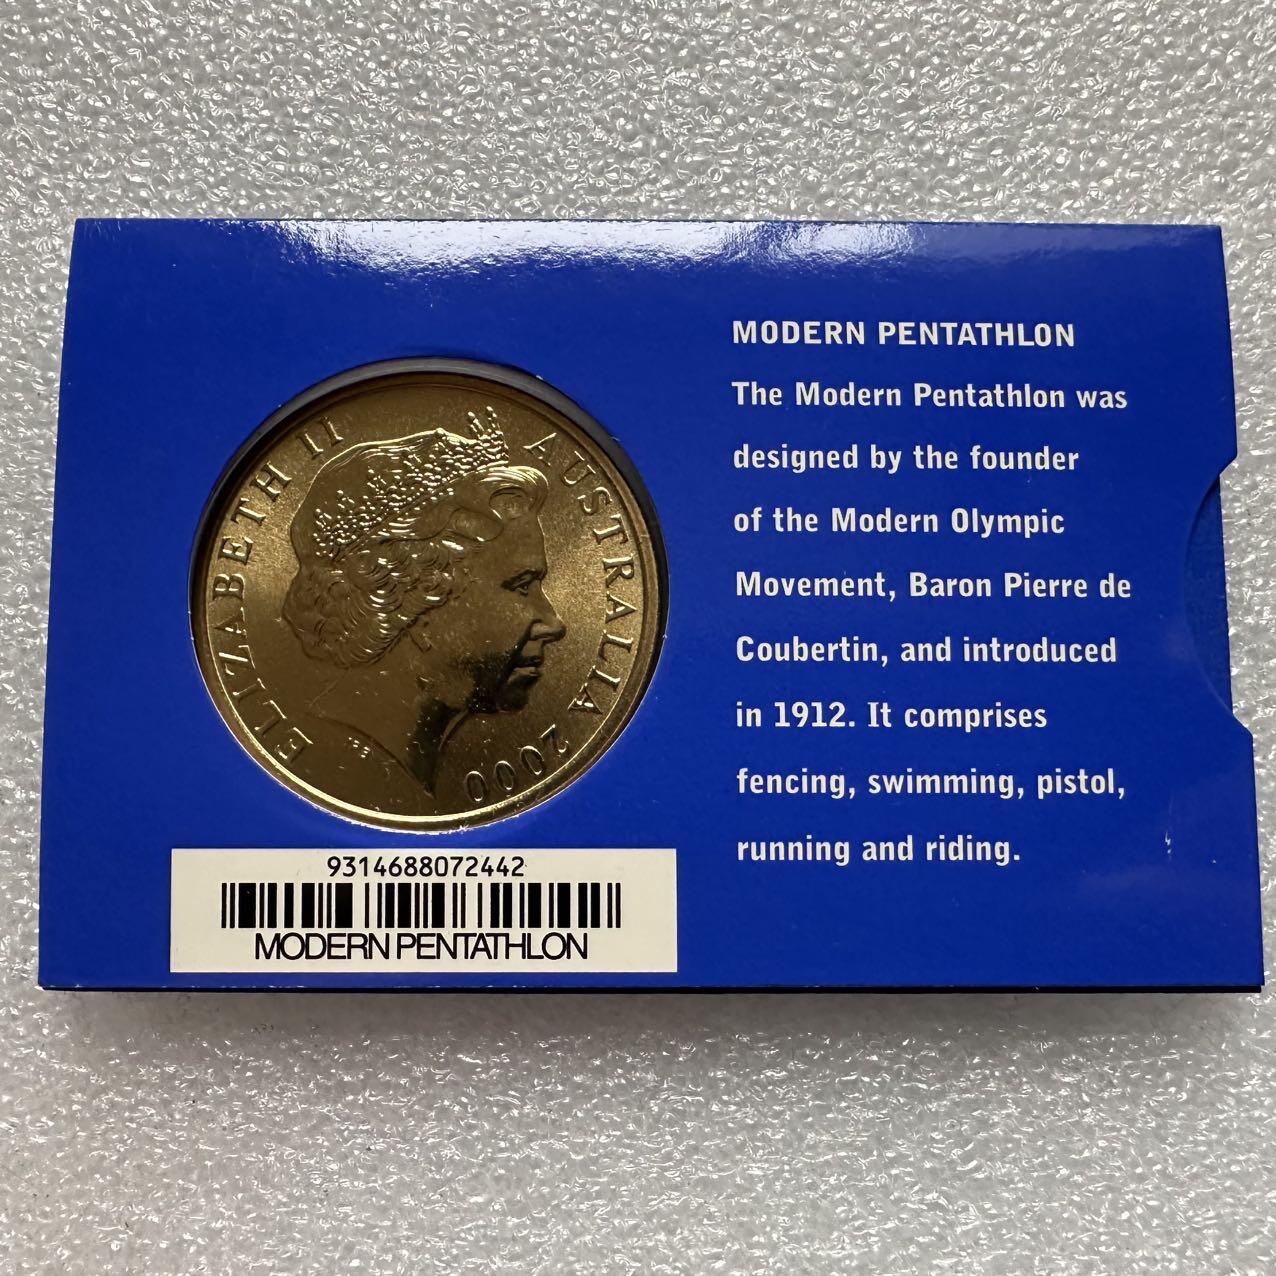 ELIZABETH II AUSTRALIA 2000
IRB
9314688072442
MODERN PENTATHLON
MODERN PENTATHLON
The Modern Pentathlon was
designed by the founder
of the Modern Olympic
Movement, Baron Pierre de
Coubertin, and introduced
in 1912. It comprises
fencing, swimming, pistol,
running and riding.